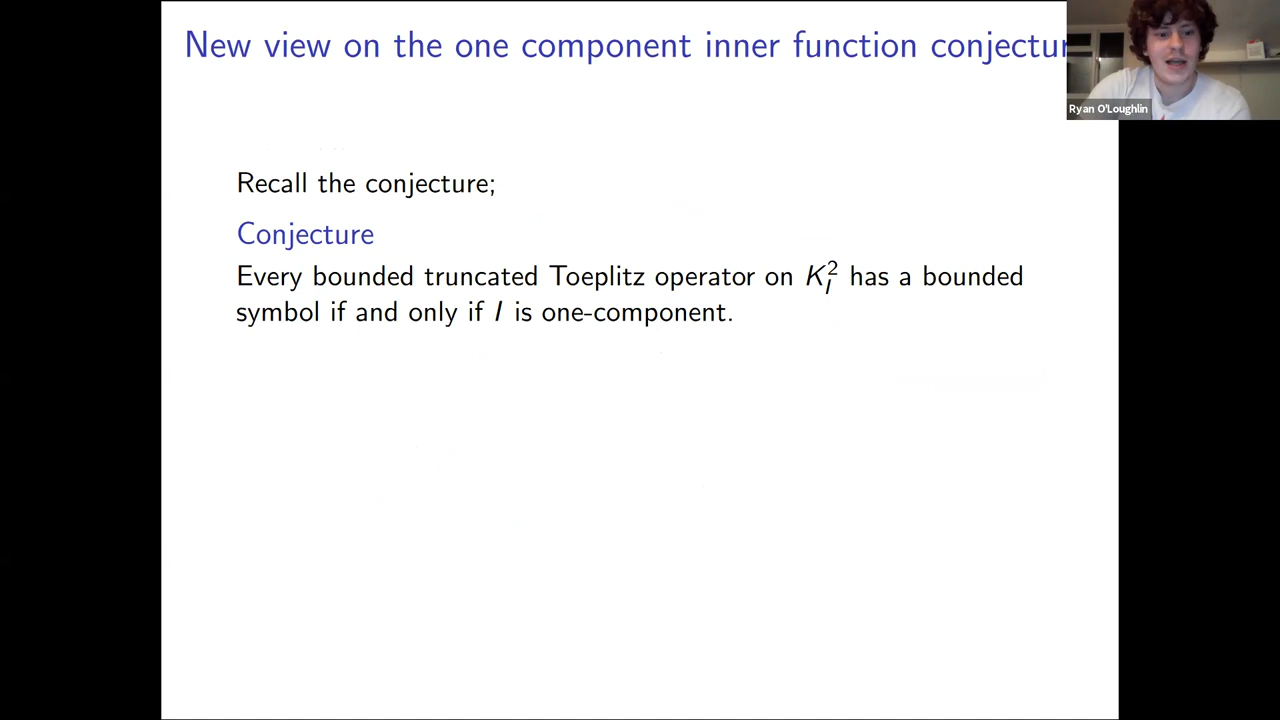 New view on the one component inner function conjectur
Ryan O'Loughlin
Recall the conjecture;
Conjecture
Every bounded truncated Toeplitz operator on $K_I^2$ has a bounded
symbol if and only if I is one-component.